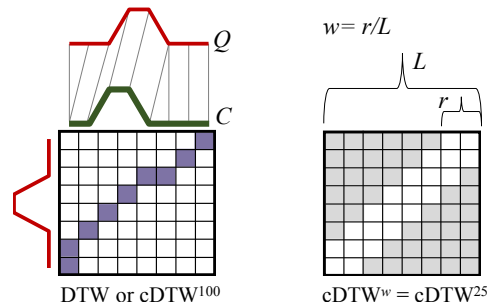 Q
w= r/L
L
r
C
DTW or cDTW¹⁰⁰
cDTWʷ = cDTW²⁵